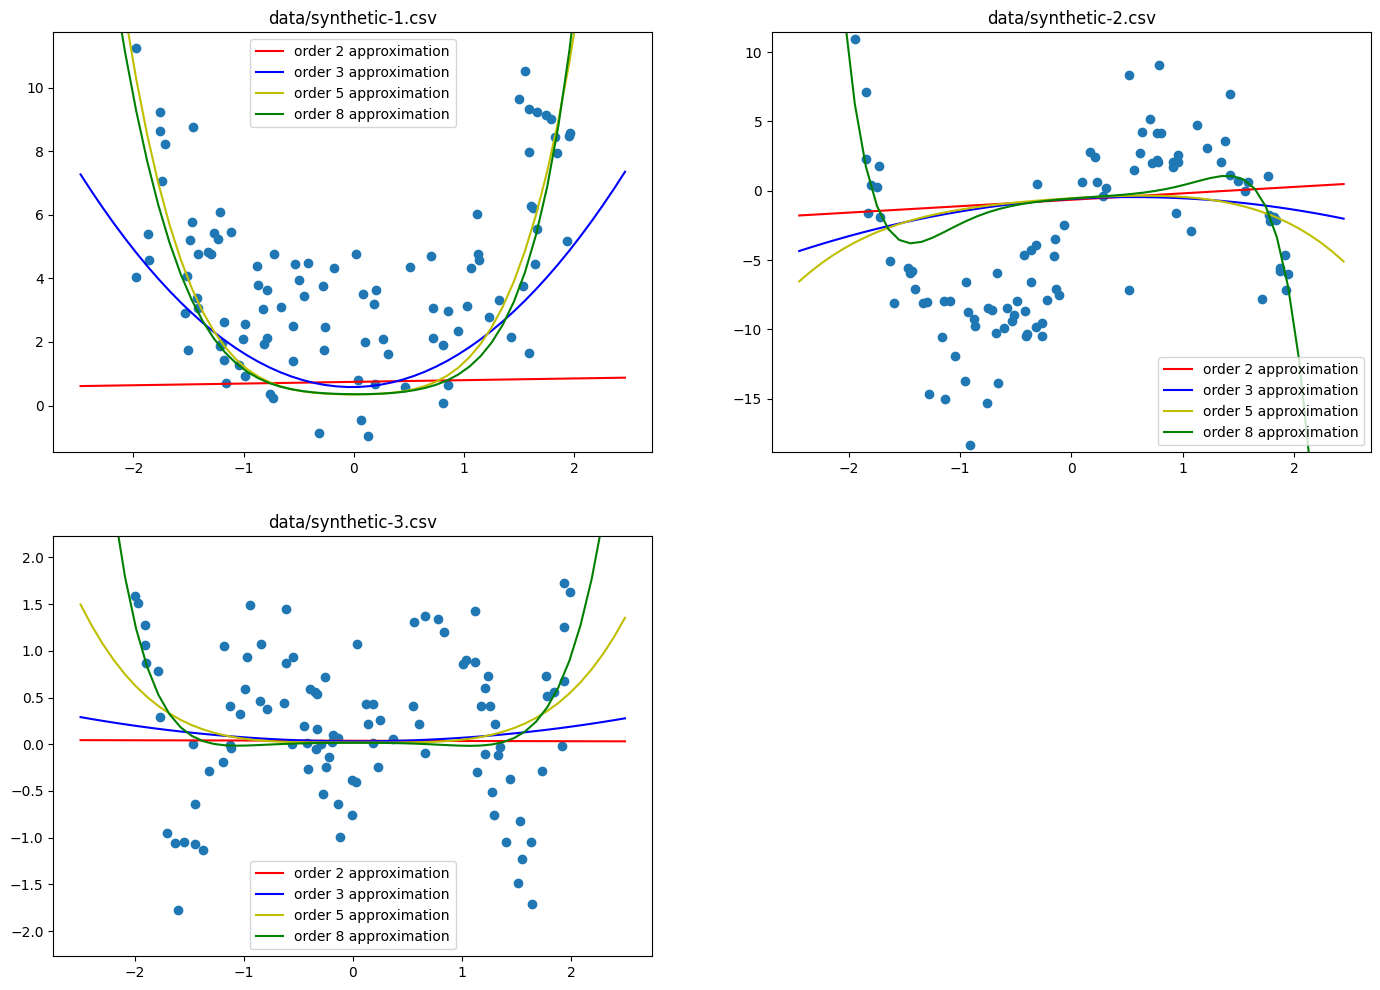 data/synthetic-1.csv
order 2 approximation
order 3 approximation
order 5 approximation
order 8 approximation
10
8
6
4
2
0
−2
−1
0
1
2
data/synthetic-2.csv
10
5
0
−5
−10
−15
order 2 approximation
order 3 approximation
order 5 approximation
order 8 approximation
−2
−1
0
1
2
data/synthetic-3.csv
2.0
1.5
1.0
0.5
0.0
−0.5
−1.0
−1.5
−2.0
order 2 approximation
order 3 approximation
order 5 approximation
order 8 approximation
−2
−1
0
1
2